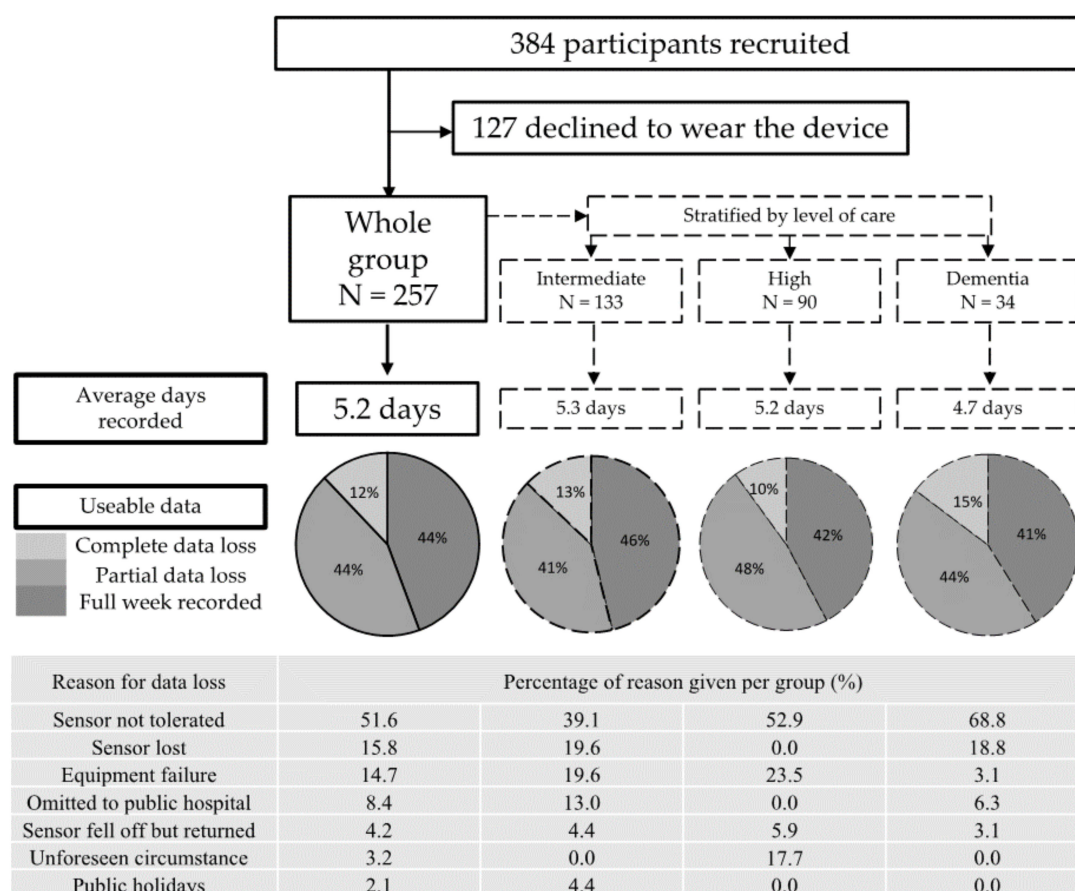 384 participants recruited
127 declined to wear the device
Whole
group
N = 257
Stratified by level of care
Intermediate
N = 133
High
N = 90
Dementia
N = 34
Average days
recorded
5.2 days
5.3 days
5.2 days
4.7 days
Useable data
Complete data loss
Partial data loss
Full week recorded
12%
44%
44%
13%
46%
41%
10%
42%
48%
15%
41%
44%
Reason for data loss Percentage of reason given per group (%)
Sensor not tolerated 51.6 39.1 52.9 68.8
Sensor lost 15.8 19.6 0.0 18.8
Equipment failure 14.7 19.6 23.5 3.1
Omitted to public hospital 8.4 13.0 0.0 6.3
Sensor fell off but returned 4.2 4.4 5.9 3.1
Unforeseen circumstance 3.2 0.0 17.7 0.0
Public holidays 2.1 4.4 0.0 0.0